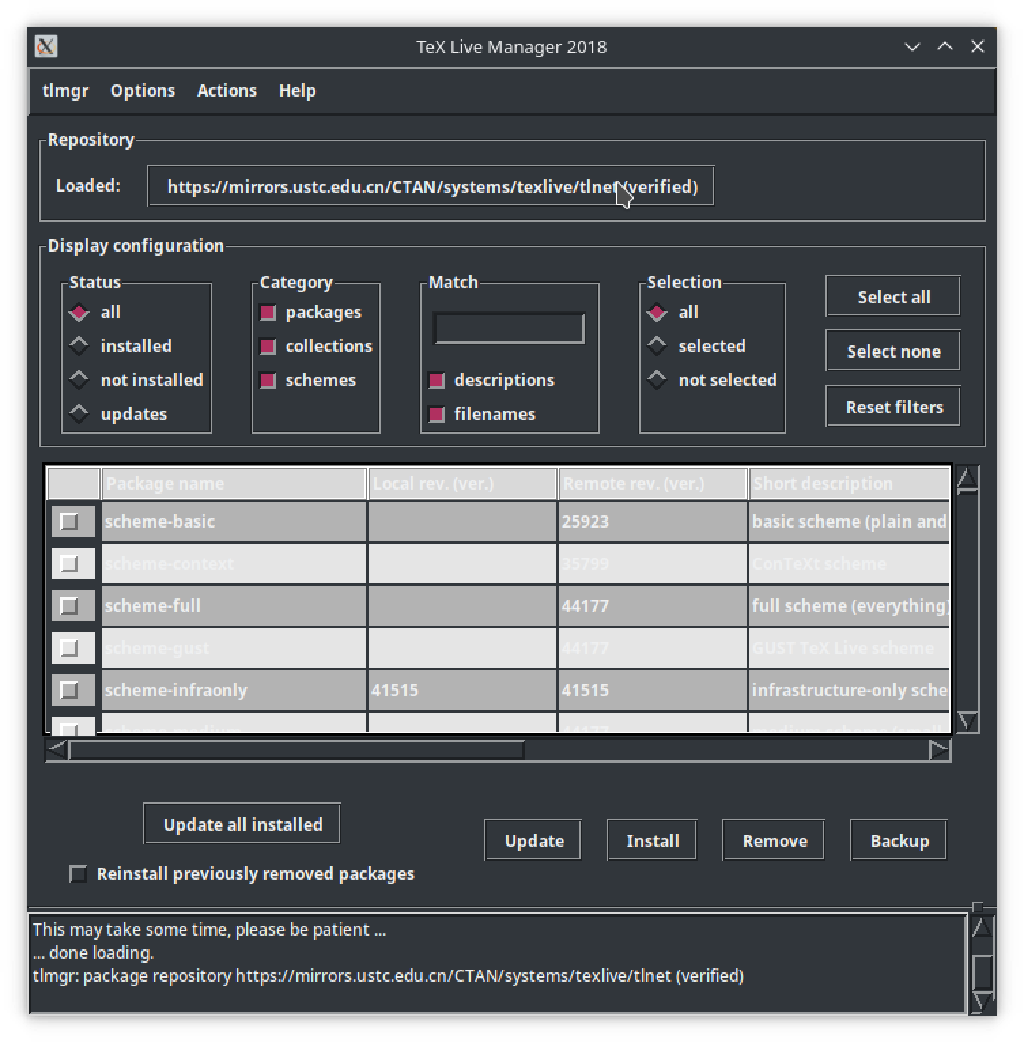 TeX Live Manager 2018
tlmgr Options Actions Help
Repository
Loaded: https://mirrors.ustc.edu.cn/CTAN/systems/texlive/tlnet (verified)
Display configuration
Status
all
installed
not installed
updates
Category
packages
collections
schemes
Match
descriptions
filenames
Selection
all
selected
not selected
Select all
Select none
Reset filters
Package name Local rev. (ver.) Remote rev. (ver.) Short description
scheme-basic 25923 basic scheme (plain and
scheme-context 35799 ConTeXt scheme
scheme-full 44177 full scheme (everything)
scheme-gust 44177 GUST TeX Live scheme
scheme-infraonly 41515 41515 infrastructure-only sche
Update all installed
Reinstall previously removed packages
Update Install Remove Backup
This may take some time, please be patient ...
... done loading.
tlmgr: package repository https://mirrors.ustc.edu.cn/CTAN/systems/texlive/tlnet (verified)